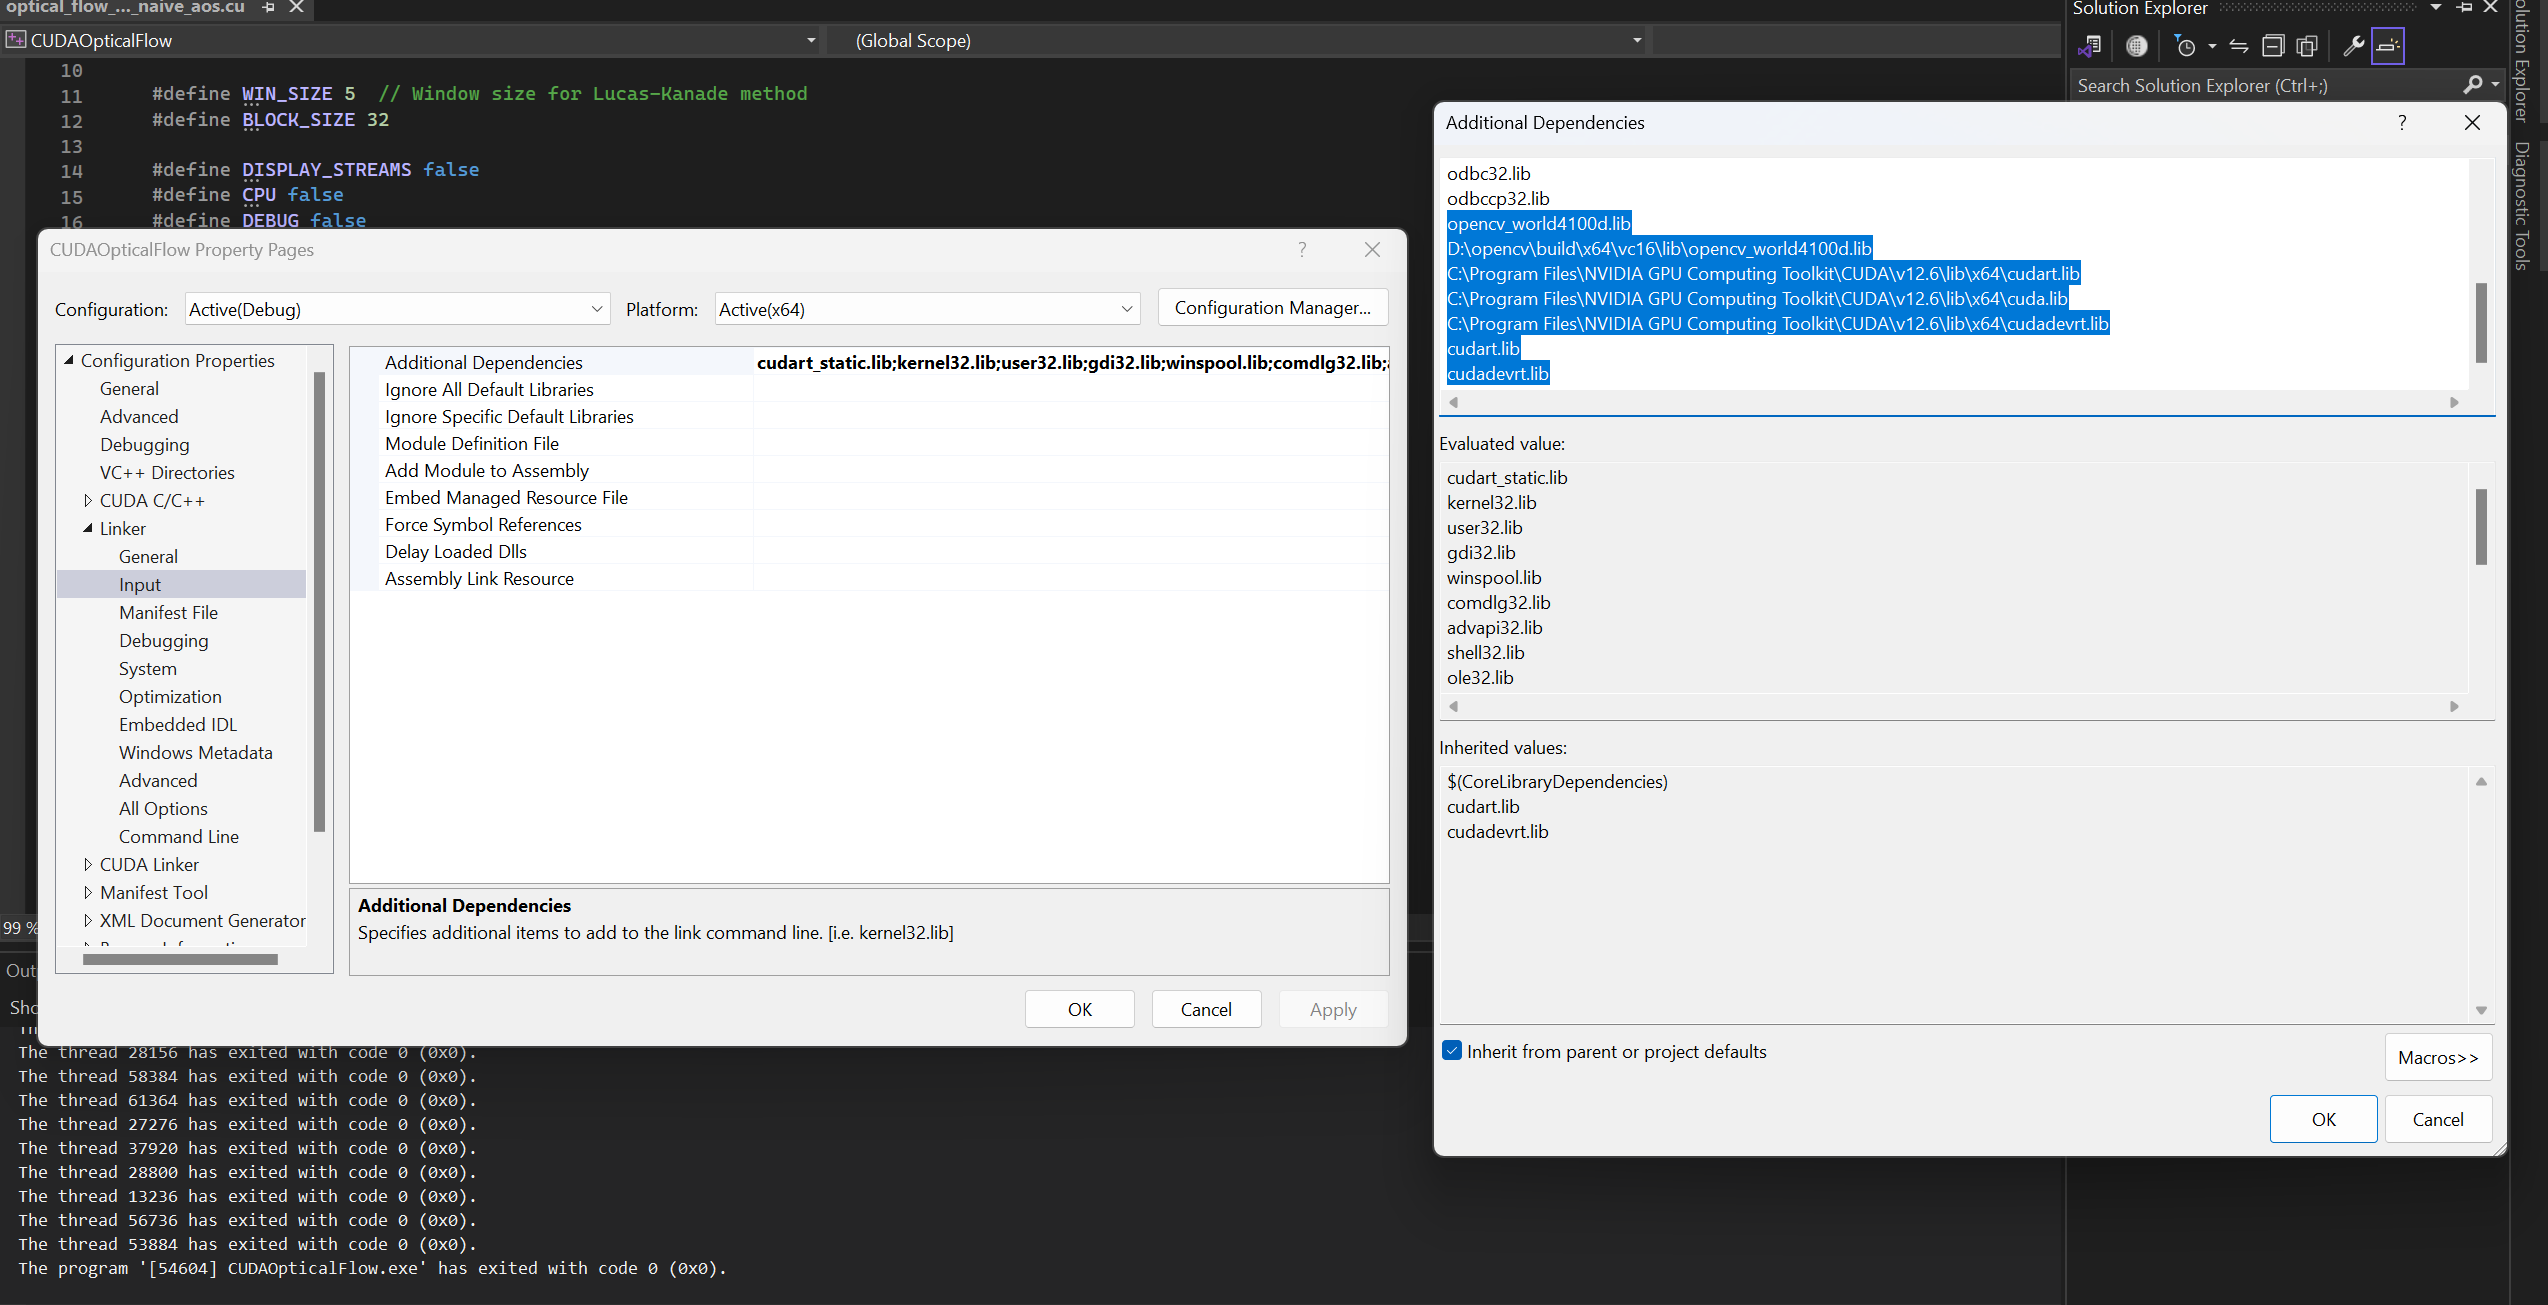 optical_flow_..._naive_aos.cu
CUDAOpticalFlow
(Global Scope)
10
11 #define WIN_SIZE 5 // Window size for Lucas-Kanade method
12 #define BLOCK_SIZE 32
13
14 #define DISPLAY_STREAMS false
15 #define CPU false
16 #define DEBUG false
CUDAOpticalFlow Property Pages
?
Configuration: Active(Debug) Platform: Active(x64) Configuration Manager...
Configuration Properties
General
Advanced
Debugging
VC++ Directories
CUDA C/C++
Linker
General
Input
Manifest File
Debugging
System
Optimization
Embedded IDL
Windows Metadata
Advanced
All Options
Command Line
CUDA Linker
Manifest Tool
XML Document Generator
Additional Dependencies cudart_static.lib;kernel32.lib;user32.lib;gdi32.lib;winspool.lib;comdlg32.lib;
Ignore All Default Libraries
Ignore Specific Default Libraries
Module Definition File
Add Module to Assembly
Embed Managed Resource File
Force Symbol References
Delay Loaded Dlls
Assembly Link Resource
Additional Dependencies
Specifies additional items to add to the link command line. [i.e. kernel32.lib]
OK Cancel Apply
99 %
Out
Sho
The thread 28156 has exited with code 0 (0x0).
The thread 58384 has exited with code 0 (0x0).
The thread 61364 has exited with code 0 (0x0).
The thread 27276 has exited with code 0 (0x0).
The thread 37920 has exited with code 0 (0x0).
The thread 28800 has exited with code 0 (0x0).
The thread 13236 has exited with code 0 (0x0).
The thread 56736 has exited with code 0 (0x0).
The thread 53884 has exited with code 0 (0x0).
The program '[54604] CUDAOpticalFlow.exe' has exited with code 0 (0x0).
Solution Explorer
Search Solution Explorer (Ctrl+;)
Additional Dependencies
?
odbc32.lib
odbccp32.lib
opencv_world4100d.lib
D:\opencv\build\x64\vc16\lib\opencv_world4100d.lib
C:\Program Files\NVIDIA GPU Computing Toolkit\CUDA\v12.6\lib\x64\cudart.lib
C:\Program Files\NVIDIA GPU Computing Toolkit\CUDA\v12.6\lib\x64\cuda.lib
C:\Program Files\NVIDIA GPU Computing Toolkit\CUDA\v12.6\lib\x64\cudadevrt.lib
cudart.lib
cudadevrt.lib
Evaluated value:
cudart_static.lib
kernel32.lib
user32.lib
gdi32.lib
winspool.lib
comdlg32.lib
advapi32.lib
shell32.lib
ole32.lib
Inherited values:
$(CoreLibraryDependencies)
cudart.lib
cudadevrt.lib
Inherit from parent or project defaults
Macros>>
OK Cancel
olution Explorer
Diagnostic Tools